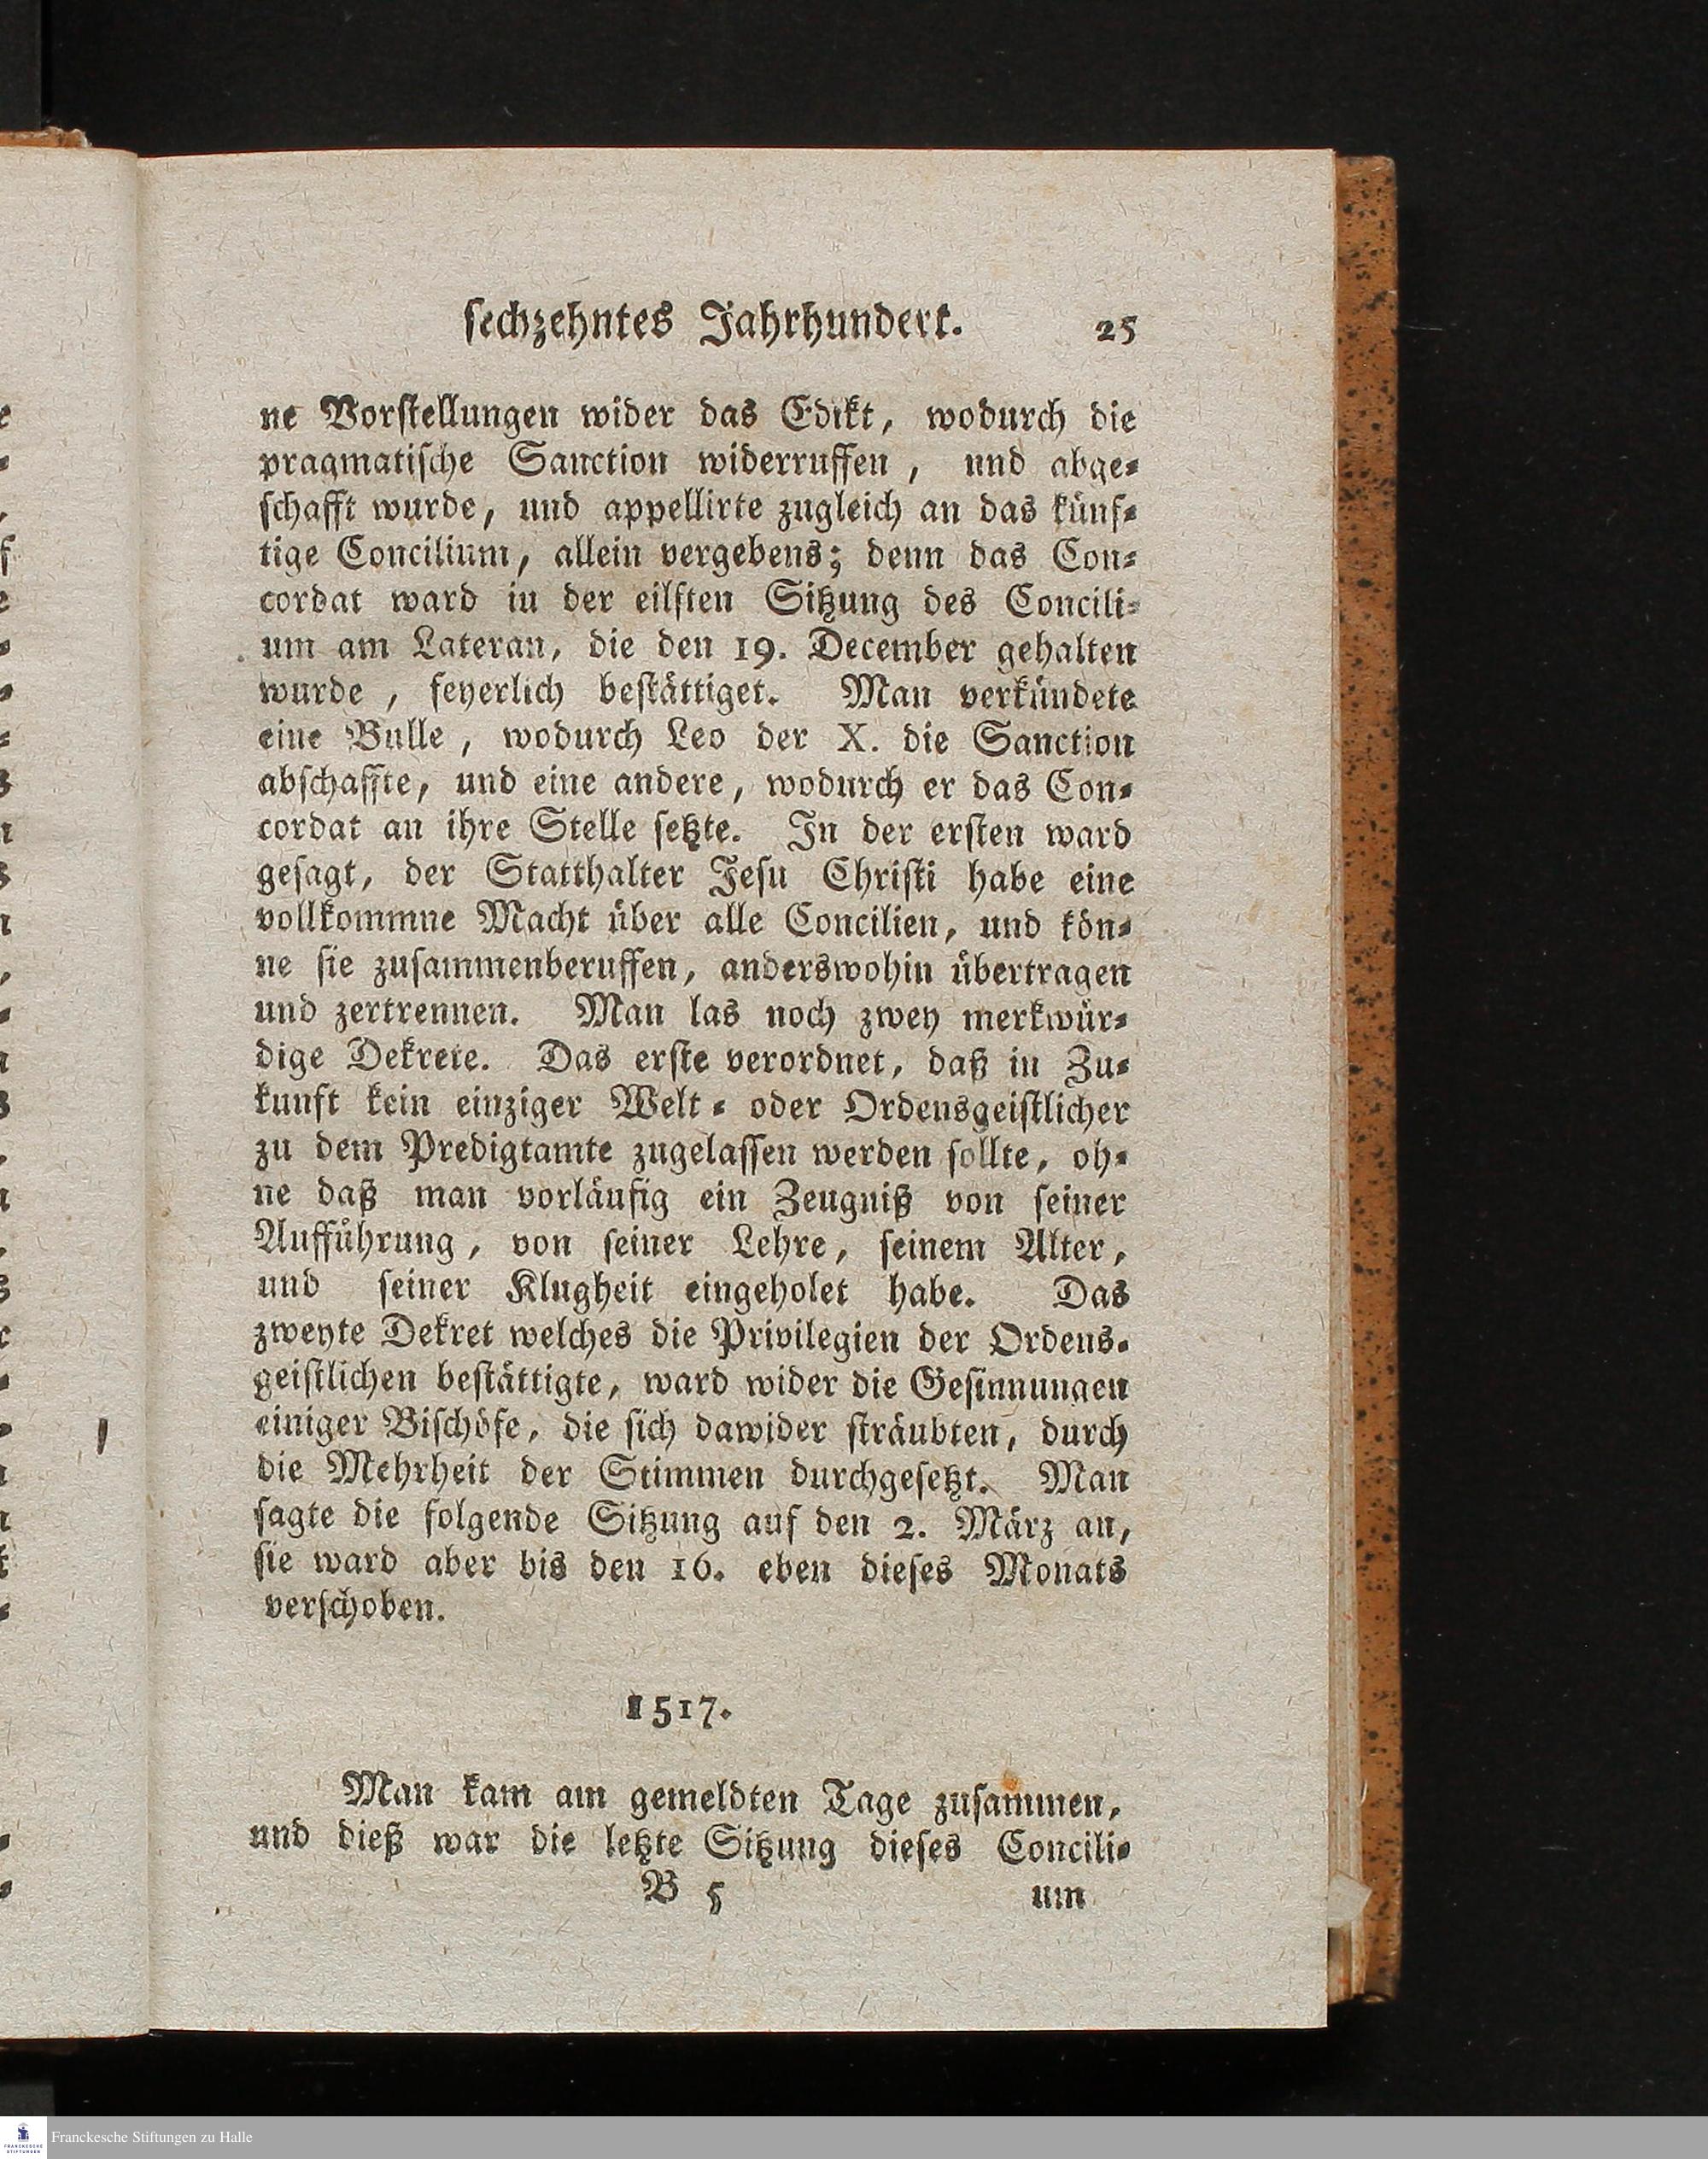 sechzehntes Jahrhundert. 25
ne Vorstellungen wider das Edikt, wodurch die
pragmatische Sanction widerruffen, und abge⸗
schafft wurde, und appellirte zugleich an das künf⸗
tige Concilium, allein vergebens; denn das Con⸗
cordat ward in der eilften Sitzung des Concili⸗
um am Lateran, die den 19. December gehalten
wurde, feyerlich bestättiget. Man verkündete
eine Bulle, wodurch Leo der X. die Sanction
abschaffte, und eine andere, wodurch er das Con⸗
cordat an ihre Stelle setzte. In der ersten ward
gesagt, der Statthalter Jesu Christi habe eine
vollkommne Macht über alle Concilien, und kön⸗
ne sie zusammenberuffen, anderswohin übertragen
und zertrennen. Man las noch zwey merkwür⸗
dige Dekrete. Das erste verordnet, daß in Zu⸗
kunft kein einziger Welt⸗ oder Ordensgeistlicher
zu dem Predigtamte zugelassen werden sollte, oh⸗
ne daß man vorläufig ein Zeugniß von seiner
Aufführung, von seiner Lehre, seinem Alter,
und seiner Klugheit eingeholet habe. Das
zweyte Dekret welches die Privilegien der Ordens⸗
geistlichen bestättigte, ward wider die Gesinnungen
einiger Bischöfe, die sich dawider sträubten, durch
die Mehrheit der Stimmen durchgesetzt. Man
sagte die folgende Sitzung auf den 2. März an,
sie ward aber bis den 16. eben dieses Monats
verschoben.
1517.
Man kam am gemeldten Tage zusammen,
und dieß war die letzte Sitzung dieses Concili⸗
B 5 um
Franckesche Stiftungen zu Halle